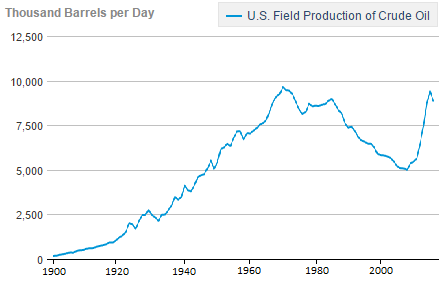 Thousand Barrels per Day
U.S. Field Production of Crude Oil
12,500
10,000
7,500
5,000
2,500
0
1900 1920 1940 1960 1980 2000